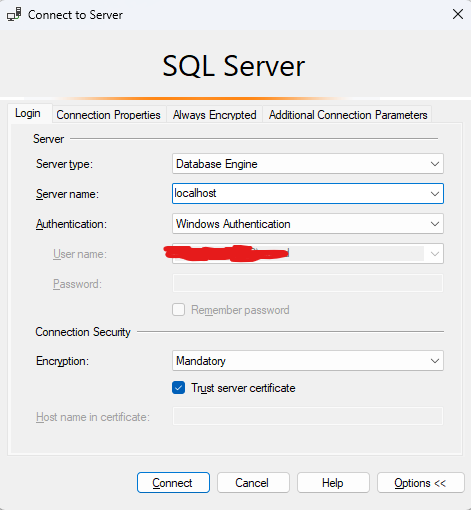 Connect to Server
SQL Server
Login Connection Properties Always Encrypted Additional Connection Parameters
Server
Server type: Database Engine
Server name: localhost
Authentication: Windows Authentication
User name:
Password:
Remember password
Connection Security
Encryption: Mandatory
Trust server certificate
Host name in certificate:
Connect Cancel Help Options <<